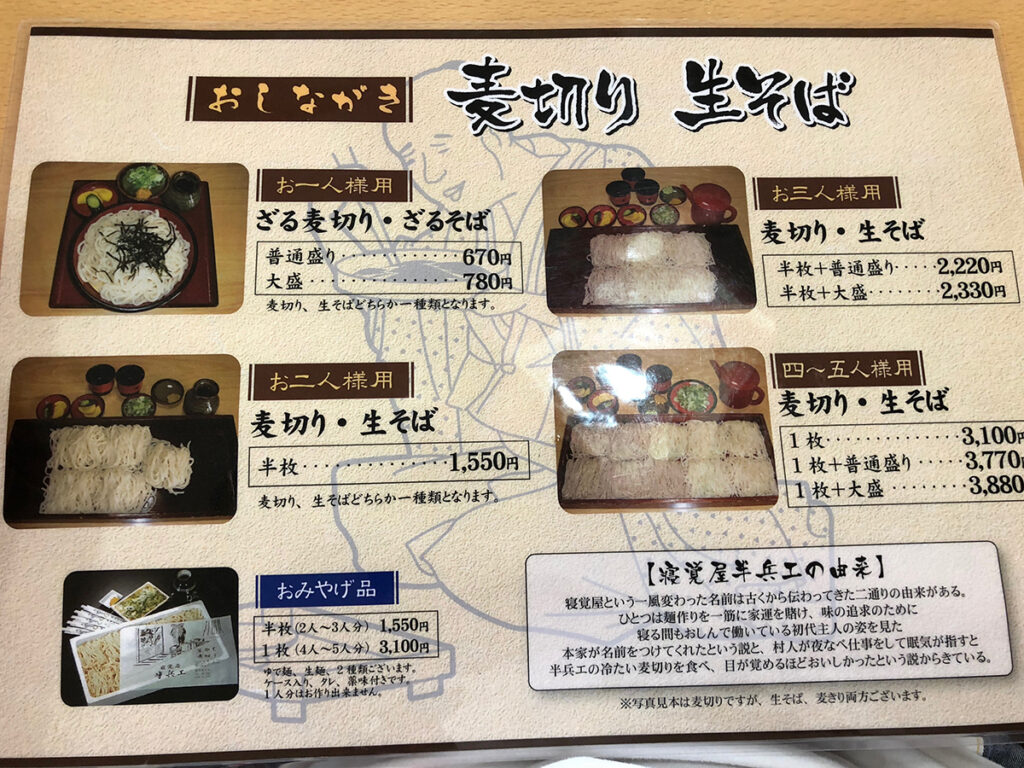 おしながき
麦切り 生そば
お一人様用
ざる麦切り・ざるそば
普通盛り・・・・・・・・・・670円
大盛・・・・・・・・・・・・780円
麦切り、生そばどちらか一種類となります。
お二人様用
麦切り・生そば
半枚・・・・・・・・・・・・1,550円
麦切り、生そばどちらか一種類となります。
お三人様用
麦切り・生そば
半枚+普通盛り・・・・・2,220円
半枚+大盛・・・・・・・・2,330円
四～五人様用
麦切り・生そば
1枚・・・・・・・・・・・・3,100円
1枚+普通盛り・・・・・3,770円
1枚+大盛・・・・・・・・3,880
おみやげ品
半枚(2人～3人分) 1,550円
1枚(4人～5人分) 3,100円
ゆで麺、生麺、2種類ございます。
ケース入り、タレ、薬味付きです。
1人分はお作り出来ません。
半兵工
【寝覚屋半兵工の由来】
寝覚屋という一風変わった名前は古くから伝わってきた二通りの由来がある。
ひとつは麺作りを一筋に家運を賭け、味の追求のために
寝る間もおしんで働いている初代主人の姿を見た
本家が名前をつけてくれたという説と、村人が夜なべ仕事をして眠気が指すと
半兵工の冷たい麦切りを食べ、目が覚めるほどおいしかったという説からきている。
※写真見本は麦切りですが、生そば、麦きり両方ございます。